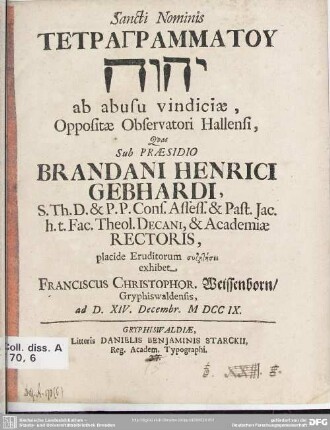 Sancti Nominis
ΤΕΤΡΑΓΡΑΜΜΑΤΟΥ
יהוה
ab abusu vindiciæ,
Oppositæ Observatori Hallensi,
Quas
Sub PRÆSIDIO
BRANDANI HENRICI
GEBHARDI,
S. Th. D. & P. P. Cons. Assess. & Past. Jac.
h. t. Fac. Theol. DECANI, & Academiæ
RECTORIS,
placide Eruditorum συζητήσει
exhibet
FRANCISCUS CHRISTOPHOR. Weissenborn/
Gryphiswaldensis,
ad D. XIV. Decembr. M DCC IX.
GRYPHISWALDIÆ,
Litteris DANIELIS BENJAMINIS STARCKII,
Reg. Academ. Typographi.
Coll. diss. A
70, 6